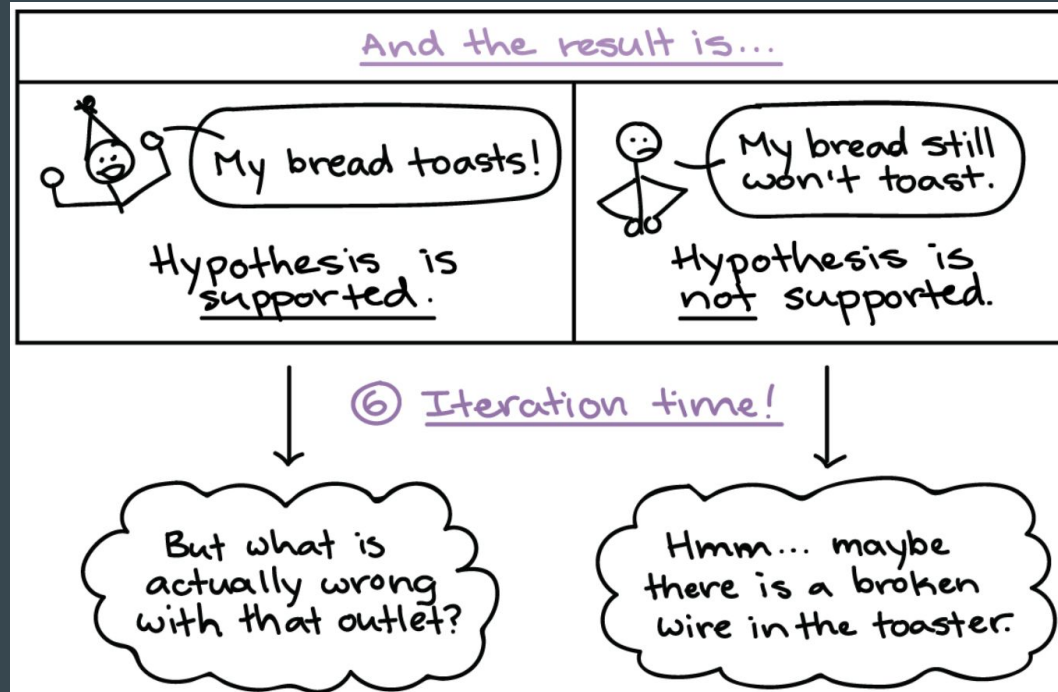 And the result is...
My bread toasts!
Hypothesis is
supported.
My bread still
won't toast.
Hypothesis is
not supported.
⑥ Iteration time!
But what is
actually wrong
with that outlet?
Hmm... maybe
there is a broken
wire in the toaster.